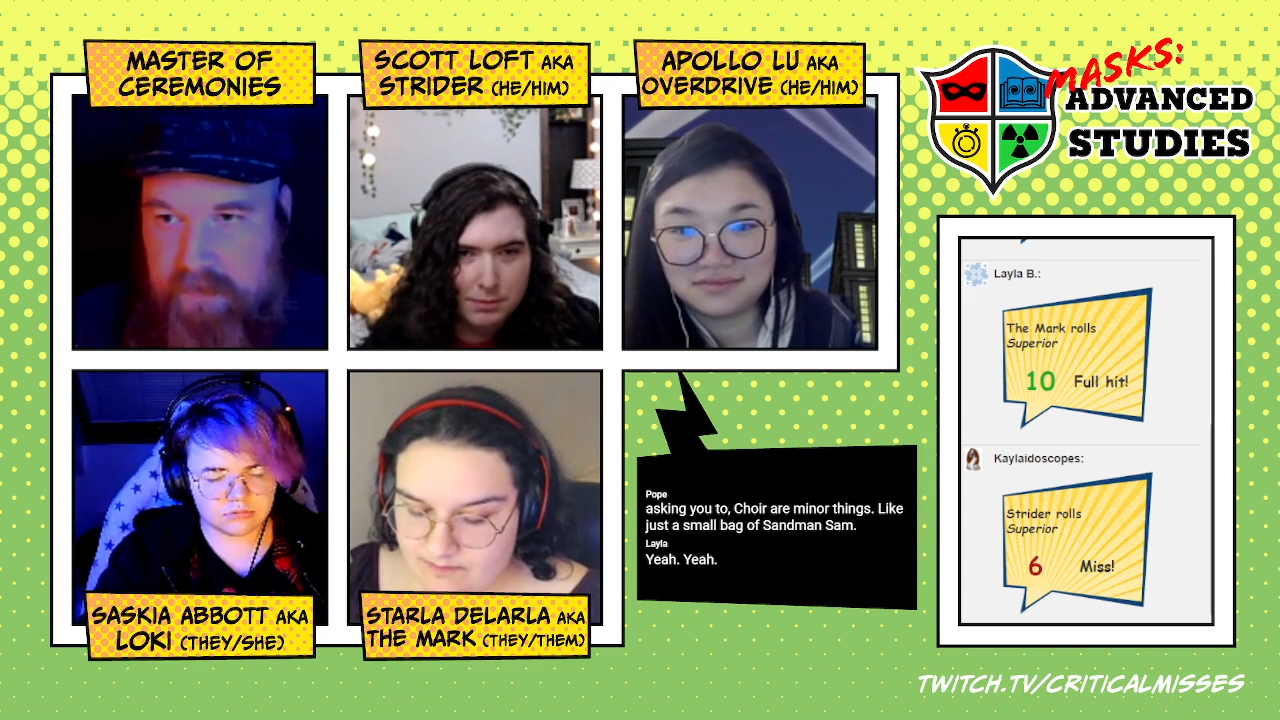 MASTER OF
CEREMONIES
SCOTT LOFT AKA
STRIDER (HE/HIM)
APOLLO LU AKA
OVERDRIVE (HE/HIM)
MASKS:
ADVANCED
STUDIES
Layla B.:
The Mark rolls
Superior
10 Full hit!
Kaylaidoscopes:
Strider rolls
Superior
6 Miss!
Pope
asking you to, Choir are minor things. Like
just a small bag of Sandman Sam.
Layla
Yeah. Yeah.
SASKIA ABBOTT AKA
LOKI (THEY/SHE)
STARLA DELARLA AKA
THE MARK (THEY/THEM)
TWITCH.TV/CRITICALMISSES